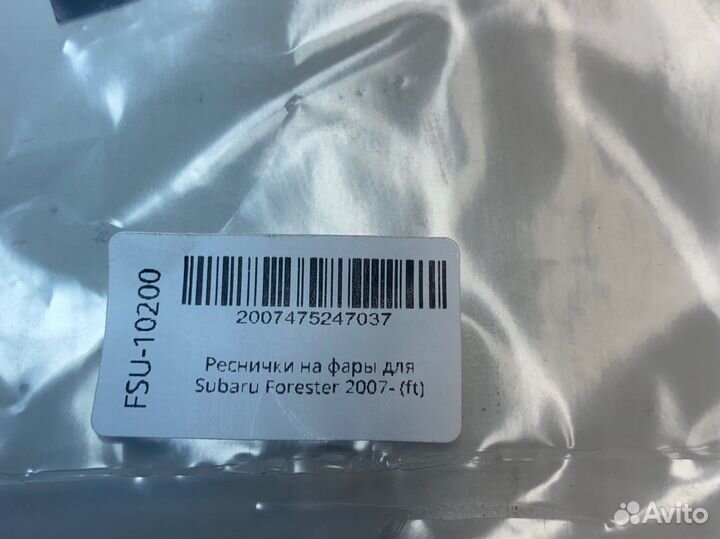 FSU-10200
2007475247037
Реснички на фары для
Subaru Forester 2007- (ft)
Avito